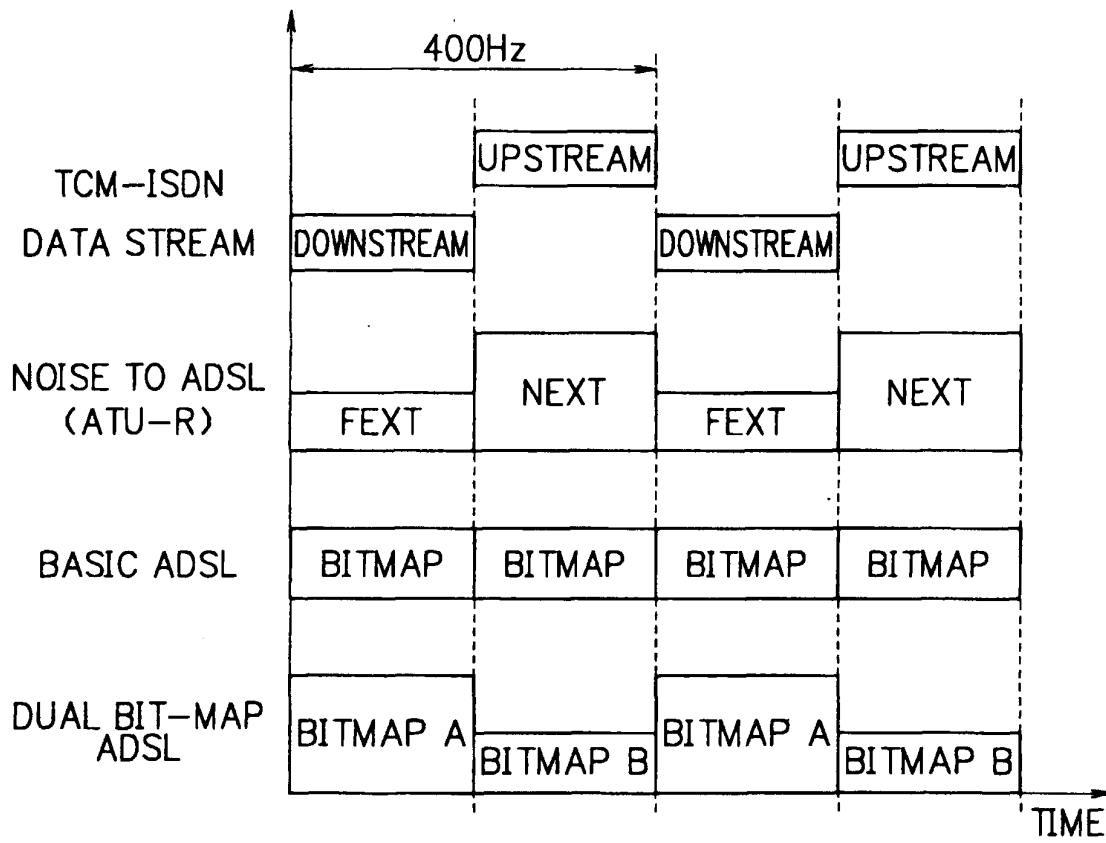 400Hz
UPSTREAM UPSTREAM
TCM-ISDN
DATA STREAM
DOWNSTREAM DOWNSTREAM
NOISE TO ADSL
(ATU-R)
FEXT NEXT FEXT NEXT
BASIC ADSL
BITMAP BITMAP BITMAP BITMAP
DUAL BIT-MAP
ADSL
BITMAP A BITMAP B BITMAP A BITMAP B
TIME